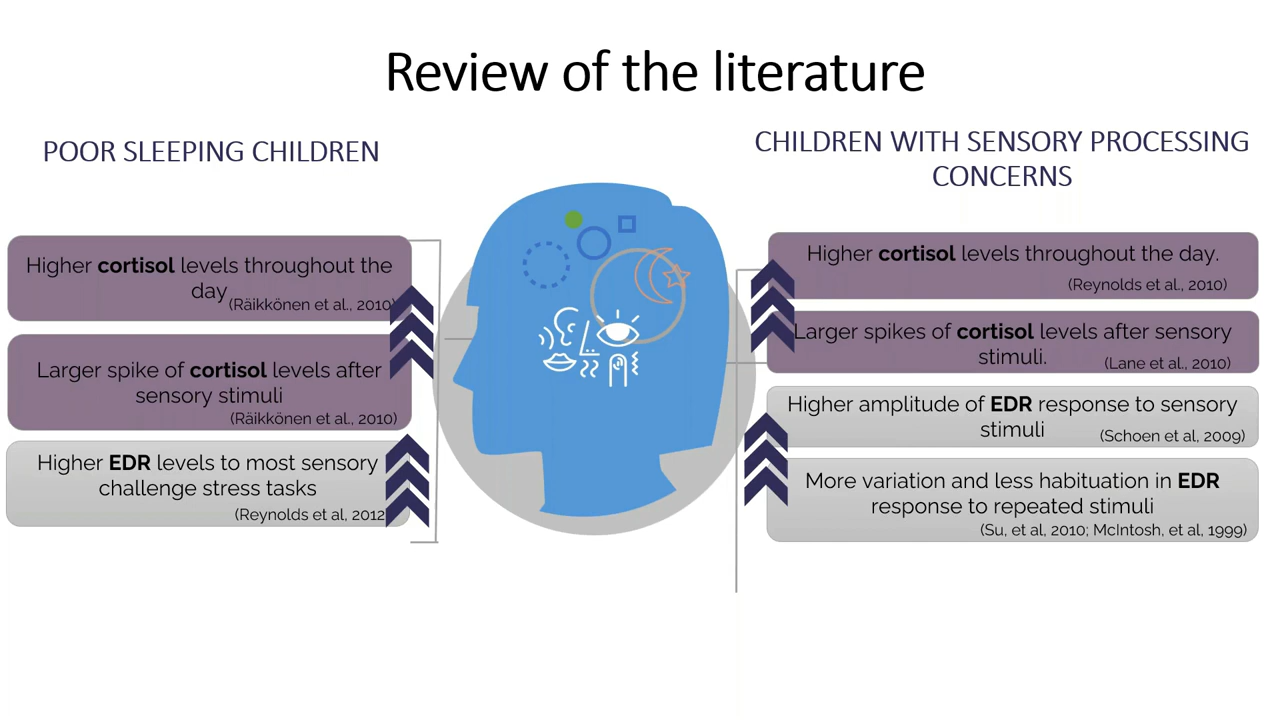 Review of the literature
POOR SLEEPING CHILDREN
Higher cortisol levels throughout the
day
(Räikkönen et al., 2010)
Larger spike of cortisol levels after
sensory stimuli
(Räikkönen et al., 2010)
Higher EDR levels to most sensory
challenge stress tasks
(Reynolds et al, 2012
CHILDREN WITH SENSORY PROCESSING
CONCERNS
Higher cortisol levels throughout the day.
(Reynolds et al., 2010)
Larger spikes of cortisol levels after sensory
stimuli.
(Lane et al., 2010)
Higher amplitude of EDR response to sensory
stimuli
(Schoen et al, 2009)
More variation and less habituation in EDR
response to repeated stimuli
(Su, et al, 2010; McIntosh, et al, 1999)